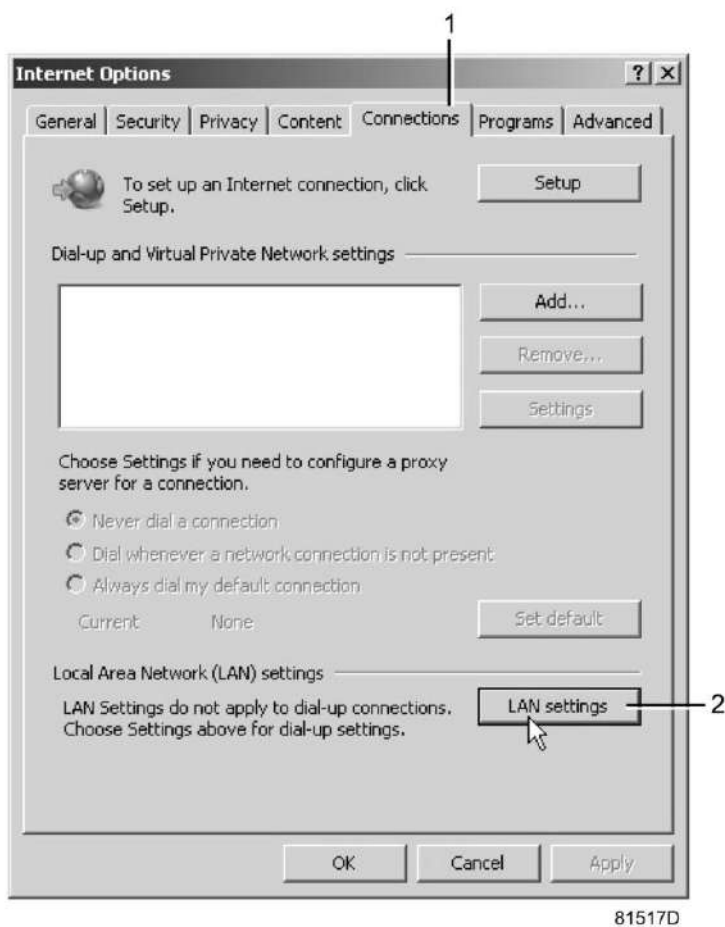 1
Internet Options
General Security Privacy Content Connections Programs Advanced
To set up an Internet connection, click
Setup.
Setup
Dial-up and Virtual Private Network settings
Add...
Remove...
Settings
Choose Settings if you need to configure a proxy
server for a connection.
Never dial a connection
Dial whenever a network connection is not present
Always dial my default connection
Current None
Set default
Local Area Network (LAN) settings
LAN Settings do not apply to dial-up connections.
Choose Settings above for dial-up settings.
LAN settings
2
OK Cancel Apply
81517D